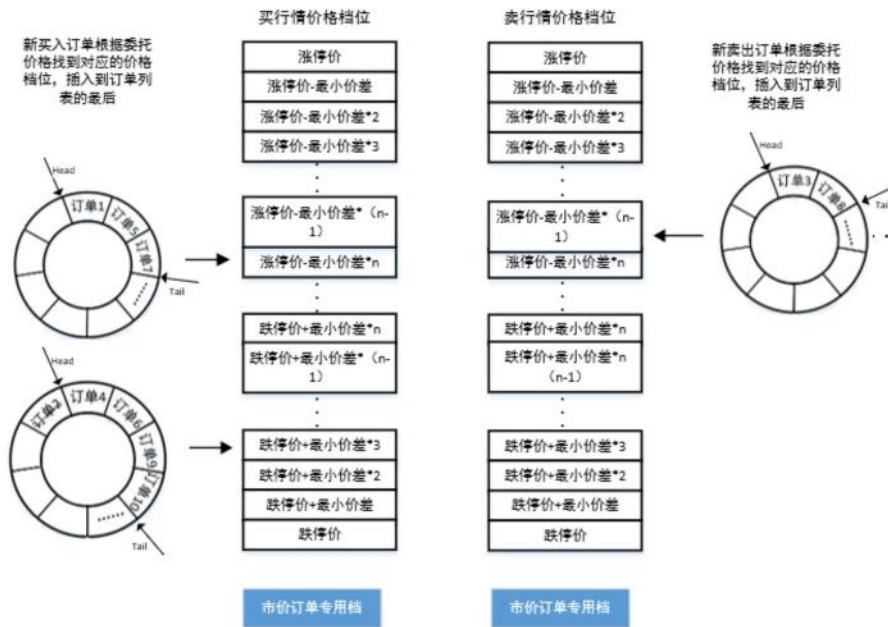 买行情价格档位
卖行情价格档位
新买入订单根据委托
价格找到对应的价格
档位，插入到订单列
表的最后
涨停价
涨停价-最小价差
涨停价-最小价差*2
涨停价-最小价差*3
涨停价-最小价差*（n-
1）
涨停价-最小价差*n
跌停价+最小价差*n
跌停价+最小价差*（n-
1）
跌停价+最小价差*3
跌停价+最小价差*2
跌停价+最小价差
跌停价
市价订单专用档
涨停价
涨停价-最小价差
涨停价-最小价差*2
涨停价-最小价差*3
涨停价-最小价差*（n-
1）
涨停价-最小价差*n
跌停价+最小价差*n
跌停价+最小价差*n
（n-1）
跌停价+最小价差*3
跌停价+最小价差*2
跌停价+最小价差
跌停价
市价订单专用档
新卖出订单根据委托
价格找到对应的价格
档位，插入到订单列
表的最后
Head
订单1
订单5
订单7
……
Tail
Head
订单2
订单4
订单6
订单9
订单10
……
Tail
Head
订单3
订单8
……
Tail